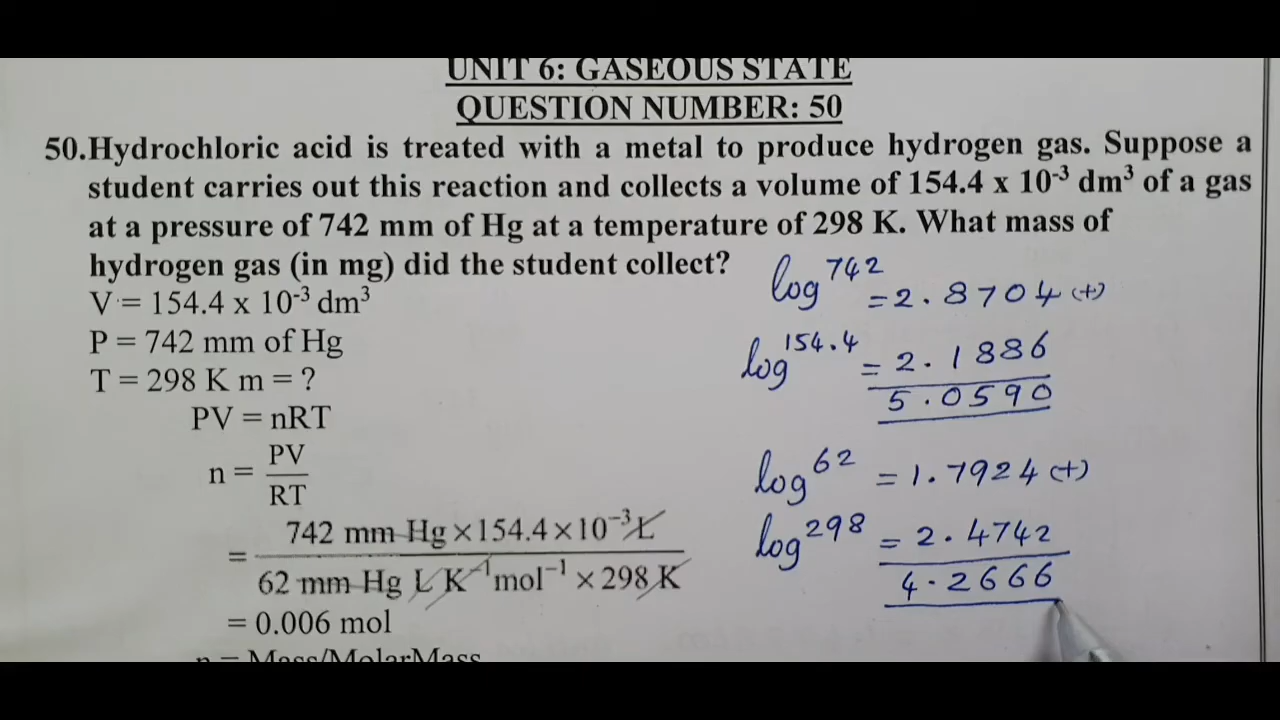 UNIT 6: GASEOUS STATE
QUESTION NUMBER: 50
50.Hydrochloric acid is treated with a metal to produce hydrogen gas. Suppose a
student carries out this reaction and collects a volume of 154.4 x 10⁻³ dm³ of a gas
at a pressure of 742 mm of Hg at a temperature of 298 K. What mass of
hydrogen gas (in mg) did the student collect?
V = 154.4 x 10⁻³ dm³
P = 742 mm of Hg
T = 298 K m = ?
PV = nRT
n = PV/RT
= 742 mm Hg × 154.4 × 10⁻³ L / 62 mm Hg L K⁻¹ mol⁻¹ × 298 K
= 0.006 mol
n = Mass/MolarMass
log 742 = 2.8704 (+)
log 154.4 = 2.1886
5.0590
log 62 = 1.7924 (+)
log 298 = 2.4742
4.2666